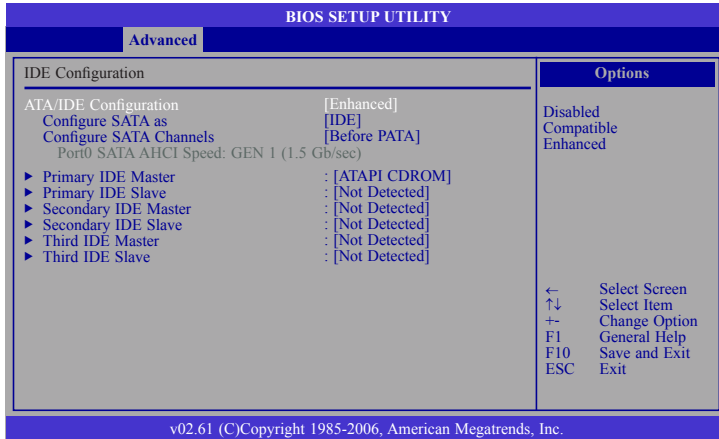 BIOS SETUP UTILITY
Advanced
IDE Configuration
ATA/IDE Configuration [Enhanced]
Configure SATA as [IDE]
Configure SATA Channels [Before PATA]
Port0 SATA AHCI Speed: GEN 1 (1.5 Gb/sec)
► Primary IDE Master : [ATAPI CDROM]
► Primary IDE Slave : [Not Detected]
► Secondary IDE Master : [Not Detected]
► Secondary IDE Slave : [Not Detected]
► Third IDE Master : [Not Detected]
► Third IDE Slave : [Not Detected]
Options
Disabled
Compatible
Enhanced
← Select Screen
↑↓ Select Item
+- Change Option
F1 General Help
F10 Save and Exit
ESC Exit
v02.61 (C)Copyright 1985-2006, American Megatrends, Inc.